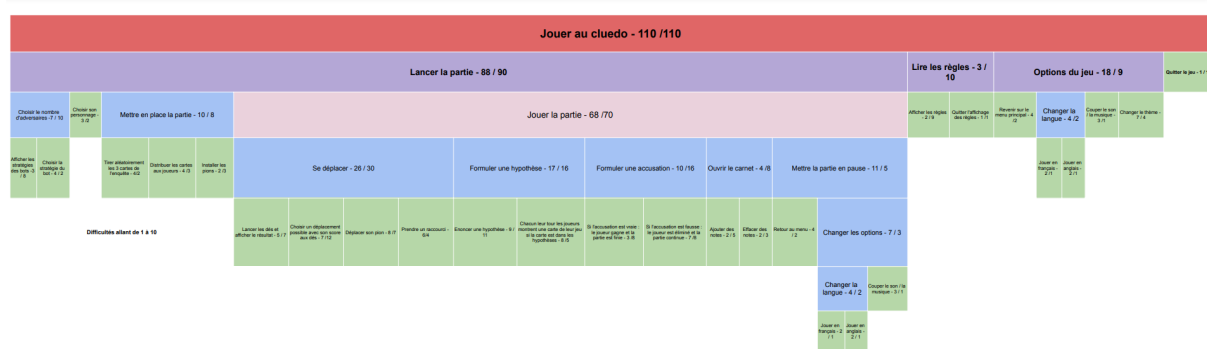 Jouer au cluedo - 110 /110
Lancer la partie - 88 / 90
Lire les règles - 3 /
10
Options du jeu - 18 / 9
Quitter le jeu - 1 /
Choisir le nombre
d'adversaires -7 / 10
Choisir son
personnage -
3 /2
Mettre en place la partie - 10 / 8
Jouer la partie - 68 /70
Afficher les règles
- 2 / 9
Quitter l'affichage
des règles - 1 /1
Revenir sur le
menu principal - 4
/2
Changer la
langue - 4 /2
Couper le son
/ la musique -
3 /1
Changer le thème -
7 / 4
Afficher les
stratégies
des bots -3
/ 8
Choisir la
stratégie du
bot - 4 / 2
Tirer aléatoirement
les 3 cartes de
l'enquête - 4/2
Distribuer les cartes
aux joueurs - 4 /3
Installer les
pions - 2 /3
Se déplacer - 26 / 30
Formuler une hypothèse - 17 / 16
Formuler une accusation - 10 /16
Ouvrir le carnet - 4 /8
Mettre la partie en pause - 11 / 5
Jouer en
français -
2 /1
Jouer en
anglais -
2 /1
Difficultés allant de 1 à 10
Lancer les dés et
afficher le résultat - 5 / 7
Choisir un déplacement
possible avec son score
aux dés - 7 /12
Déplacer son pion - 6 /7
Prendre un raccourci -
8/4
Enoncer une hypothèse - 9 /
11
Chacun leur tour les joueurs
montrent une carte de leur jeu
si la carte est dans les
hypothèses - 8 /5
Si l'accusation est vraie :
le joueur gagne et la
partie est finie - 3 /8
Si l'accusation est fausse :
le joueur est éliminé et la
partie continue - 7 /8
Ajouter des
notes - 2 / 5
Effacer des
notes - 2 / 3
Retour au menu - 4
/ 2
Changer les options - 7 / 3
Changer la
langue - 4 / 2
Couper le son / la
musique - 3 / 1
Jouer en
français - 2
/ 1
Jouer en
anglais -
2 / 1